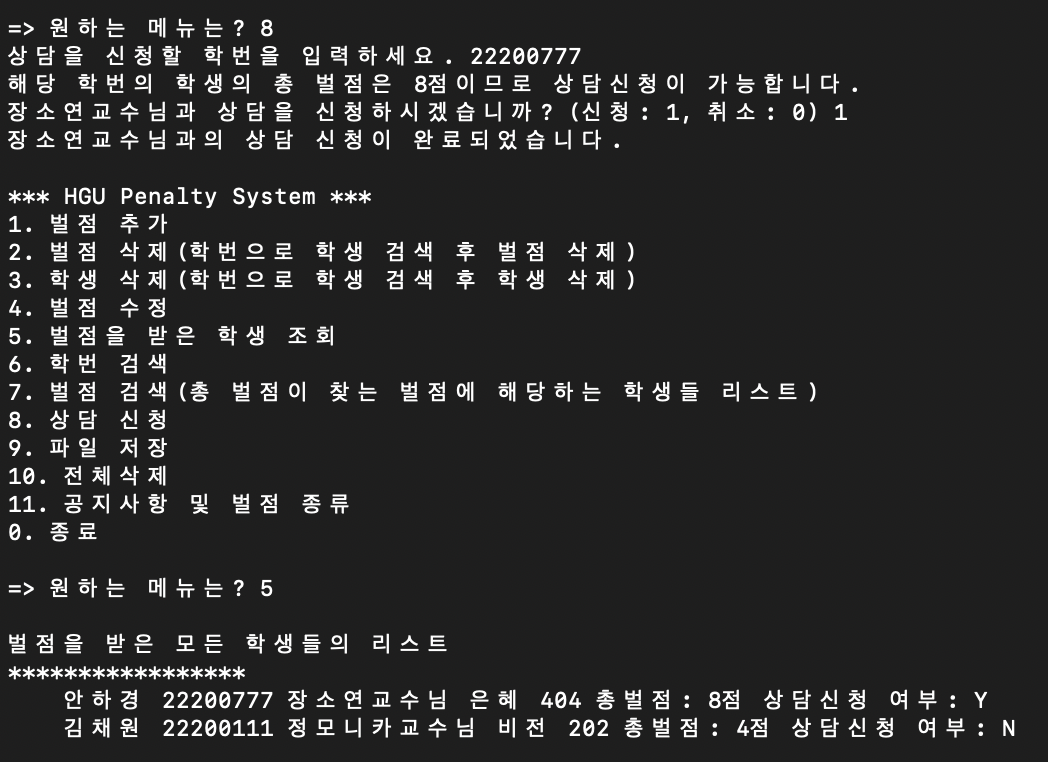 => 원하는 메뉴는? 8
상담을 신청할 학번을 입력하세요. 22200777
해당 학번의 학생의 총 벌점은 8점이므로 상담신청이 가능합니다.
장소연교수님과 상담을 신청하시겠습니까? (신청: 1, 취소: 0) 1
장소연교수님과의 상담 신청이 완료되었습니다.
*** HGU Penalty System ***
1. 벌점 추가
2. 벌점 삭제(학번으로 학생 검색 후 벌점 삭제)
3. 학생 삭제(학번으로 학생 검색 후 학생 삭제)
4. 벌점 수정
5. 벌점을 받은 학생 조회
6. 학번 검색
7. 벌점 검색(총 벌점이 찾는 벌점에 해당하는 학생들 리스트)
8. 상담 신청
9. 파일 저장
10. 전체삭제
11. 공지사항 및 벌점 종류
0. 종료
=> 원하는 메뉴는? 5
벌점을 받은 모든 학생들의 리스트
*****************
안하경 22200777 장소연교수님 은혜 404 총벌점: 8점 상담신청 여부: Y
김채원 22200111 정모니카교수님 비전 202 총벌점: 4점 상담신청 여부: N